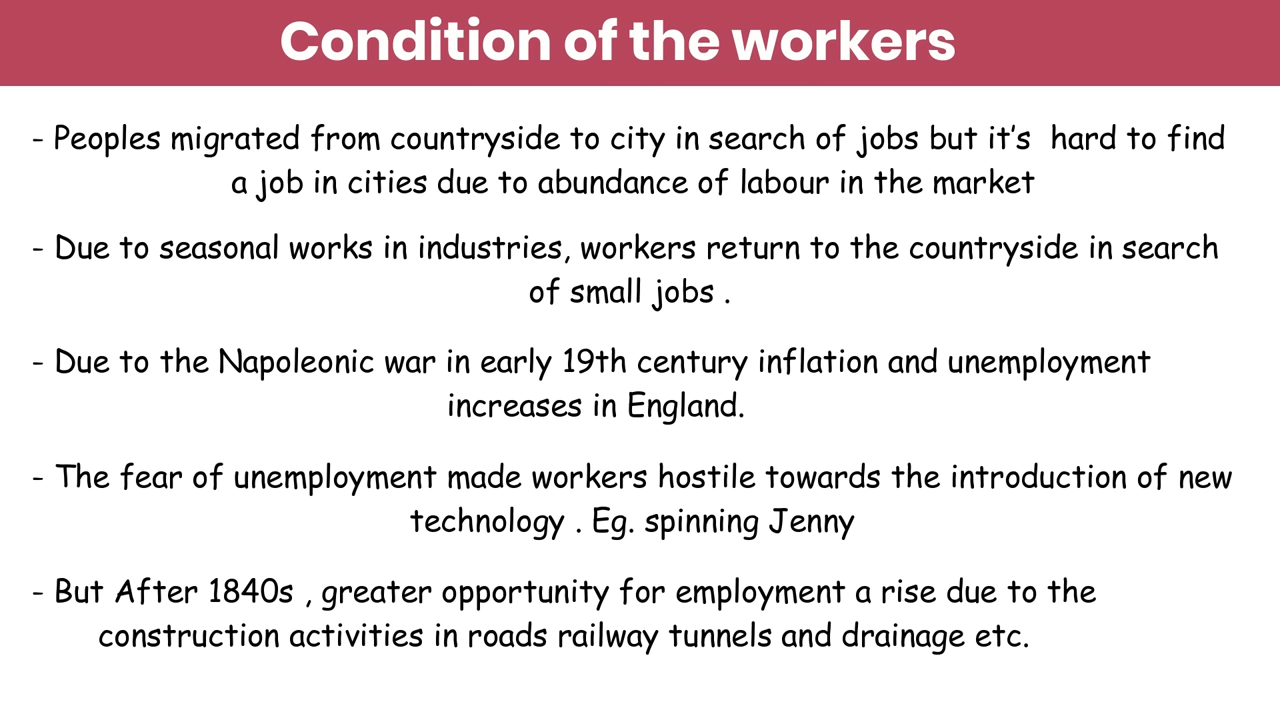 Condition of the workers
- Peoples migrated from countryside to city in search of jobs but it's  hard to find
a job in cities due to abundance of labour in the market
- Due to seasonal works in industries, workers return to the countryside in search
of small jobs .
- Due to the Napoleonic war in early 19th century inflation and unemployment
increases in England.
- The fear of unemployment made workers hostile towards the introduction of new
technology . Eg. spinning Jenny
- But After 1840s , greater opportunity for employment a rise due to the
construction activities in roads railway tunnels and drainage etc.